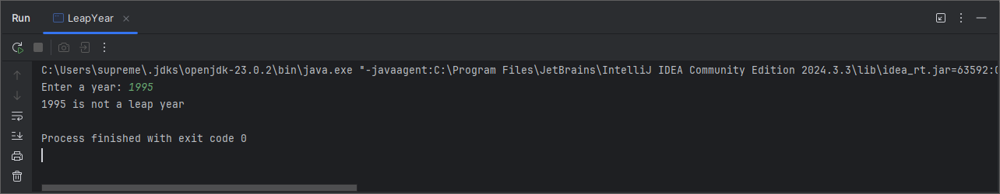 Run LeapYear
C:\Users\supreme\.jdks\openjdk-23.0.2\bin\java.exe "-javaagent:C:\Program Files\JetBrains\IntelliJ IDEA Community Edition 2024.3.3\lib\idea_rt.jar=63592:C
Enter a year: 1995
1995 is not a leap year
Process finished with exit code 0